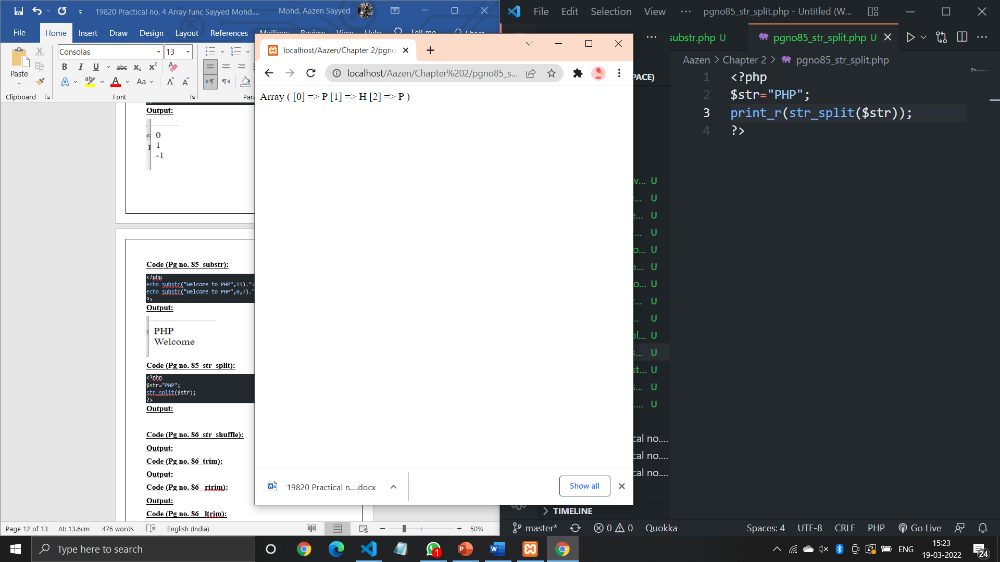 19820 Practical no. 4 Array func Sayyed Mohd....
Mohd. Aazen Sayyed
File
Home
Insert
Draw
Design
Layout
References
Mailings
Review
View
Help
Tell me
Share
Paste
Consolas
13
Clipboard
Font
Output:
0
1
-1
Code (Pg no. 85 substr):
<?php
echo substr("Welcome to PHP",11)."<
echo substr("Welcome to PHP",0,7)."
?>
Output:
PHP
Welcome
Code (Pg no. 85 str_split):
<?php
$str="PHP";
str_split($str);
?>
Output:
Code (Pg no. 86 str_shuffle):
Output:
Code (Pg no. 86 trim):
Output:
Code (Pg no. 86 rtrim):
Output:
Code (Pg no. 86 ltrim):
Page 12 of 13
At: 13.6cm
476 words
English (India)
50%
localhost/Aazen/Chapter 2/pgno
localhost/Aazen/Chapter%202/pgno85_s...
Array ( [0] => P [1] => H [2] => P )
19820 Practical n....docx
Show all
File
Edit
Selection
View
pgno85_str_split.php - Untitled (W...
substr.php U
pgno85_str_split.php U
Aazen > Chapter 2 > pgno85_str_split.php
PACE)
1 <?php
2 $str="PHP";
3 print_r(str_split($str));
4 ?>
w... U
... U
e... U
r... U
o... U
o... U
o... U
r... U
... U
ol... U
s... U
st... U
s... U
... U
cal no....
cal no....
cal no....
TIMELINE
master*
0
0
Quokka
Spaces: 4
UTF-8
CRLF
PHP
Go Live
Type here to search
1
ENG
15:23
19-03-2022
24